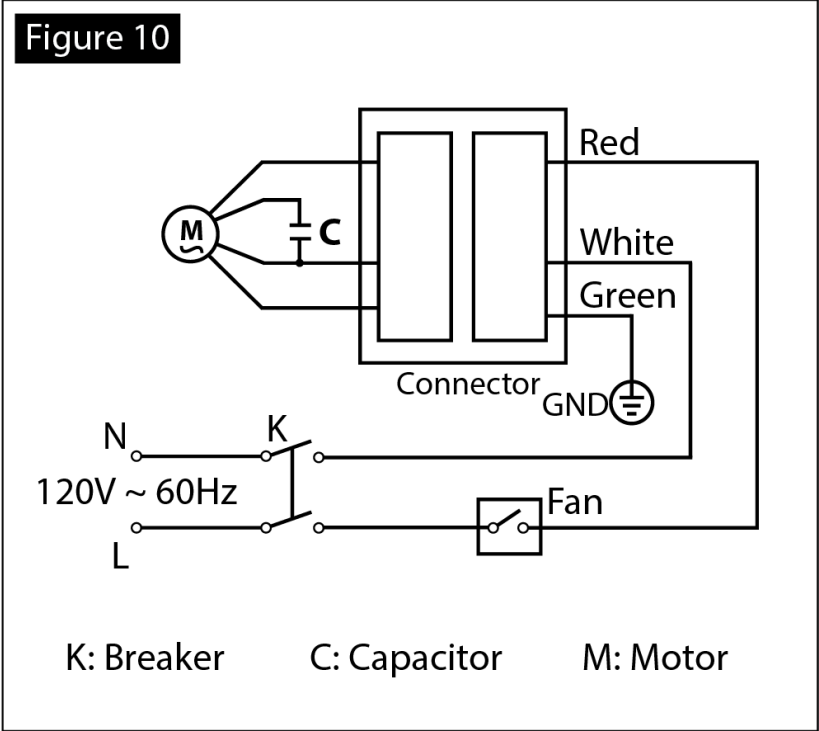 Figure 10
Red
M
C
White
Green
Connector
GND
N
K
120V ~ 60Hz
Fan
L
K: Breaker C: Capacitor M: Motor